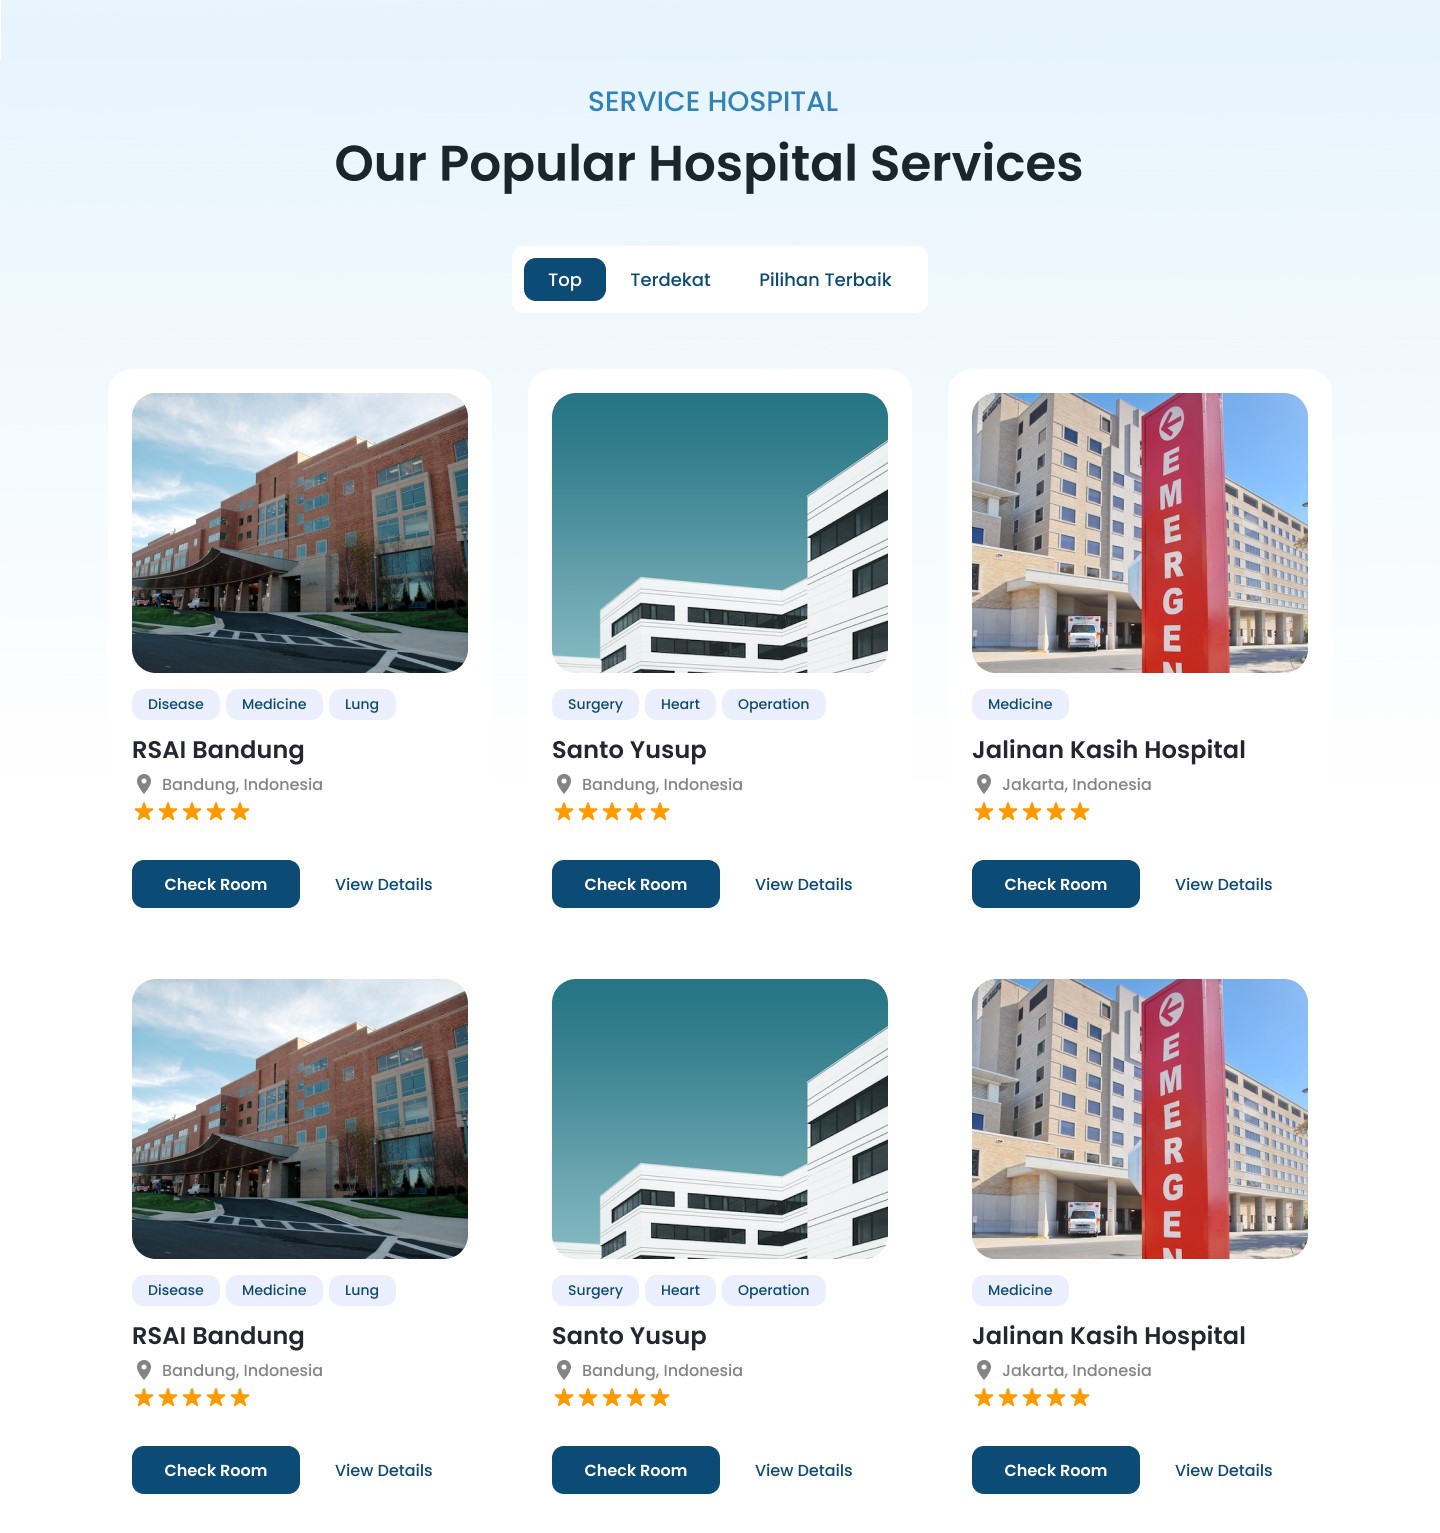 SERVICE HOSPITAL
Our Popular Hospital Services
Top Terdekat Pilihan Terbaik
EMERGEN
EMERGEN
Disease Medicine Lung
Surgery Heart Operation
Medicine
RSAI Bandung
Santo Yusup
Jalinan Kasih Hospital
Bandung, Indonesia
Bandung, Indonesia
Jakarta, Indonesia
Check Room View Details
Check Room View Details
Check Room View Details
Disease Medicine Lung
Surgery Heart Operation
Medicine
RSAI Bandung
Santo Yusup
Jalinan Kasih Hospital
Bandung, Indonesia
Bandung, Indonesia
Jakarta, Indonesia
Check Room View Details
Check Room View Details
Check Room View Details